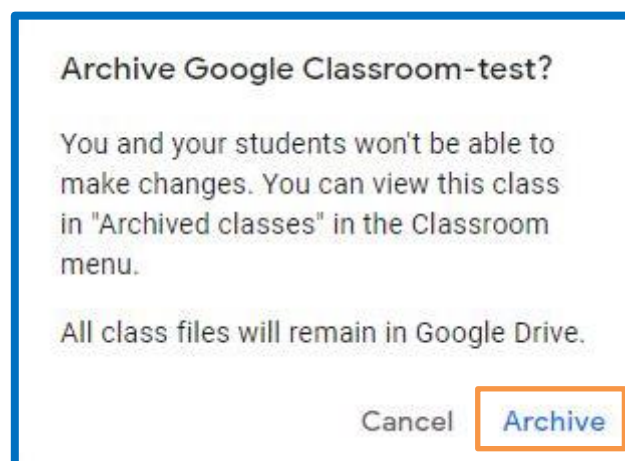 Archive Google Classroom-test?
You and your students won't be able to
make changes. You can view this class
in "Archived classes" in the Classroom
menu.
All class files will remain in Google Drive.
Cancel Archive